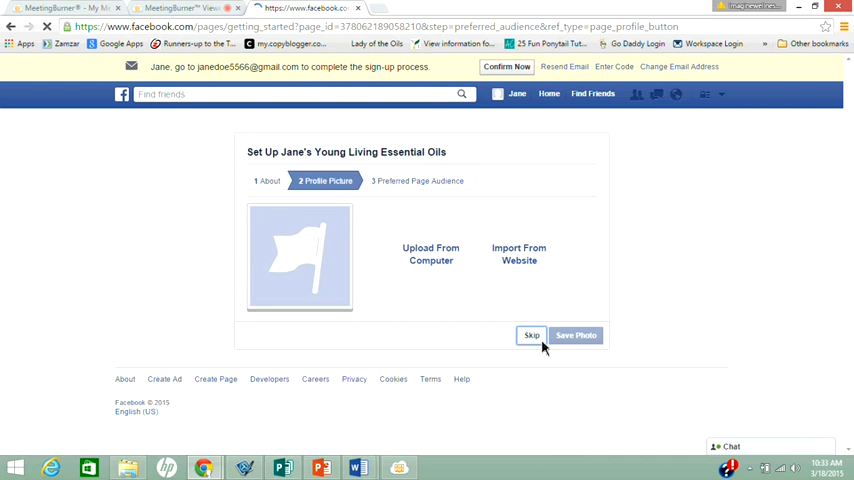 MeetingBurner® - My M
MeetingBurner™ View
https://www.facebook.co
imaginewellnes...
https://www.facebook.com/pages/getting_started?page_id=378062189058210&step=preferred_audience&ref_type=page_profile_button
Apps Zamzar Google Apps Runners-up to the T... my.copyblogger.co... Lady of the Oils View information fo... 25 Fun Ponytail Tut... Go Daddy Login Workspace Login Other bookmarks
Jane, go to janedoe5566@gmail.com to complete the sign-up process. Confirm Now Resend Email Enter Code Change Email Address
Find friends Jane Home Find Friends
Set Up Jane's Young Living Essential Oils
1 About 2 Profile Picture 3 Preferred Page Audience
Upload From Computer
Import From Website
Skip Save Photo
About Create Ad Create Page Developers Careers Privacy Cookies Terms Help
Facebook © 2015
English (US)
Chat
10:33 AM
3/18/2015